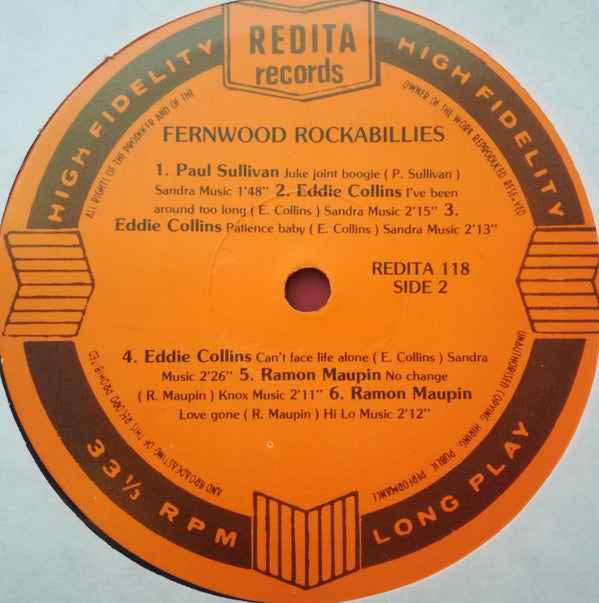 REDITA
records
HIGH FIDELITY
HIGH FIDELITY
ALL RIGHTS OF THE PRODUCER AND OF THE
OWNER OF THE WORK REPRODUCED RESERVED
FERNWOOD ROCKABILLIES
1. Paul Sullivan Juke joint boogie ( P. Sullivan )
Sandra Music 1'48" 2. Eddie Collins I've been
around too long ( E. Collins ) Sandra Music 2'15" 3.
Eddie Collins Patience baby ( E. Collins ) Sandra Music 2'13"
REDITA 118
SIDE 2
4. Eddie Collins Can't face life alone ( E. Collins ) Sandra
Music 2'26" 5. Ramon Maupin No change
( R. Maupin ) Knox Music 2'11" 6. Ramon Maupin
Love gone ( R. Maupin ) Hi Lo Music 2'12"
UNAUTHORISED COPYING, HIRING, PUBLIC PERFORMANCE
AND BROADCASTING OF THIS RECORD PROHIBITED
33⅓ RPM
LONG PLAY